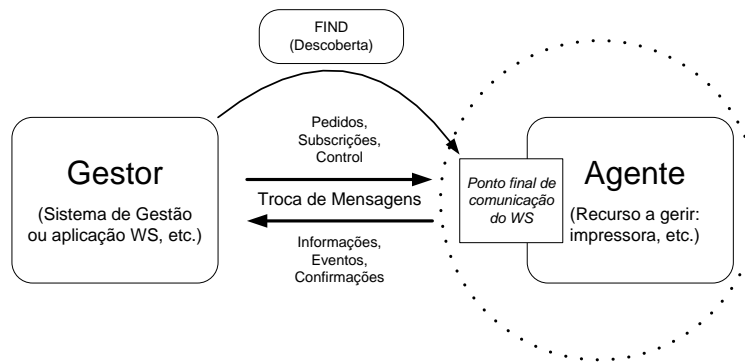 FIND
(Descoberta)
Pedidos,
Subscrições,
Control
Gestor
(Sistema de Gestão
ou aplicação WS, etc.)
Troca de Mensagens
Informações,
Eventos,
Confirmações
Ponto final de
comunicação
do WS
Agente
(Recurso a gerir:
impressora, etc.)